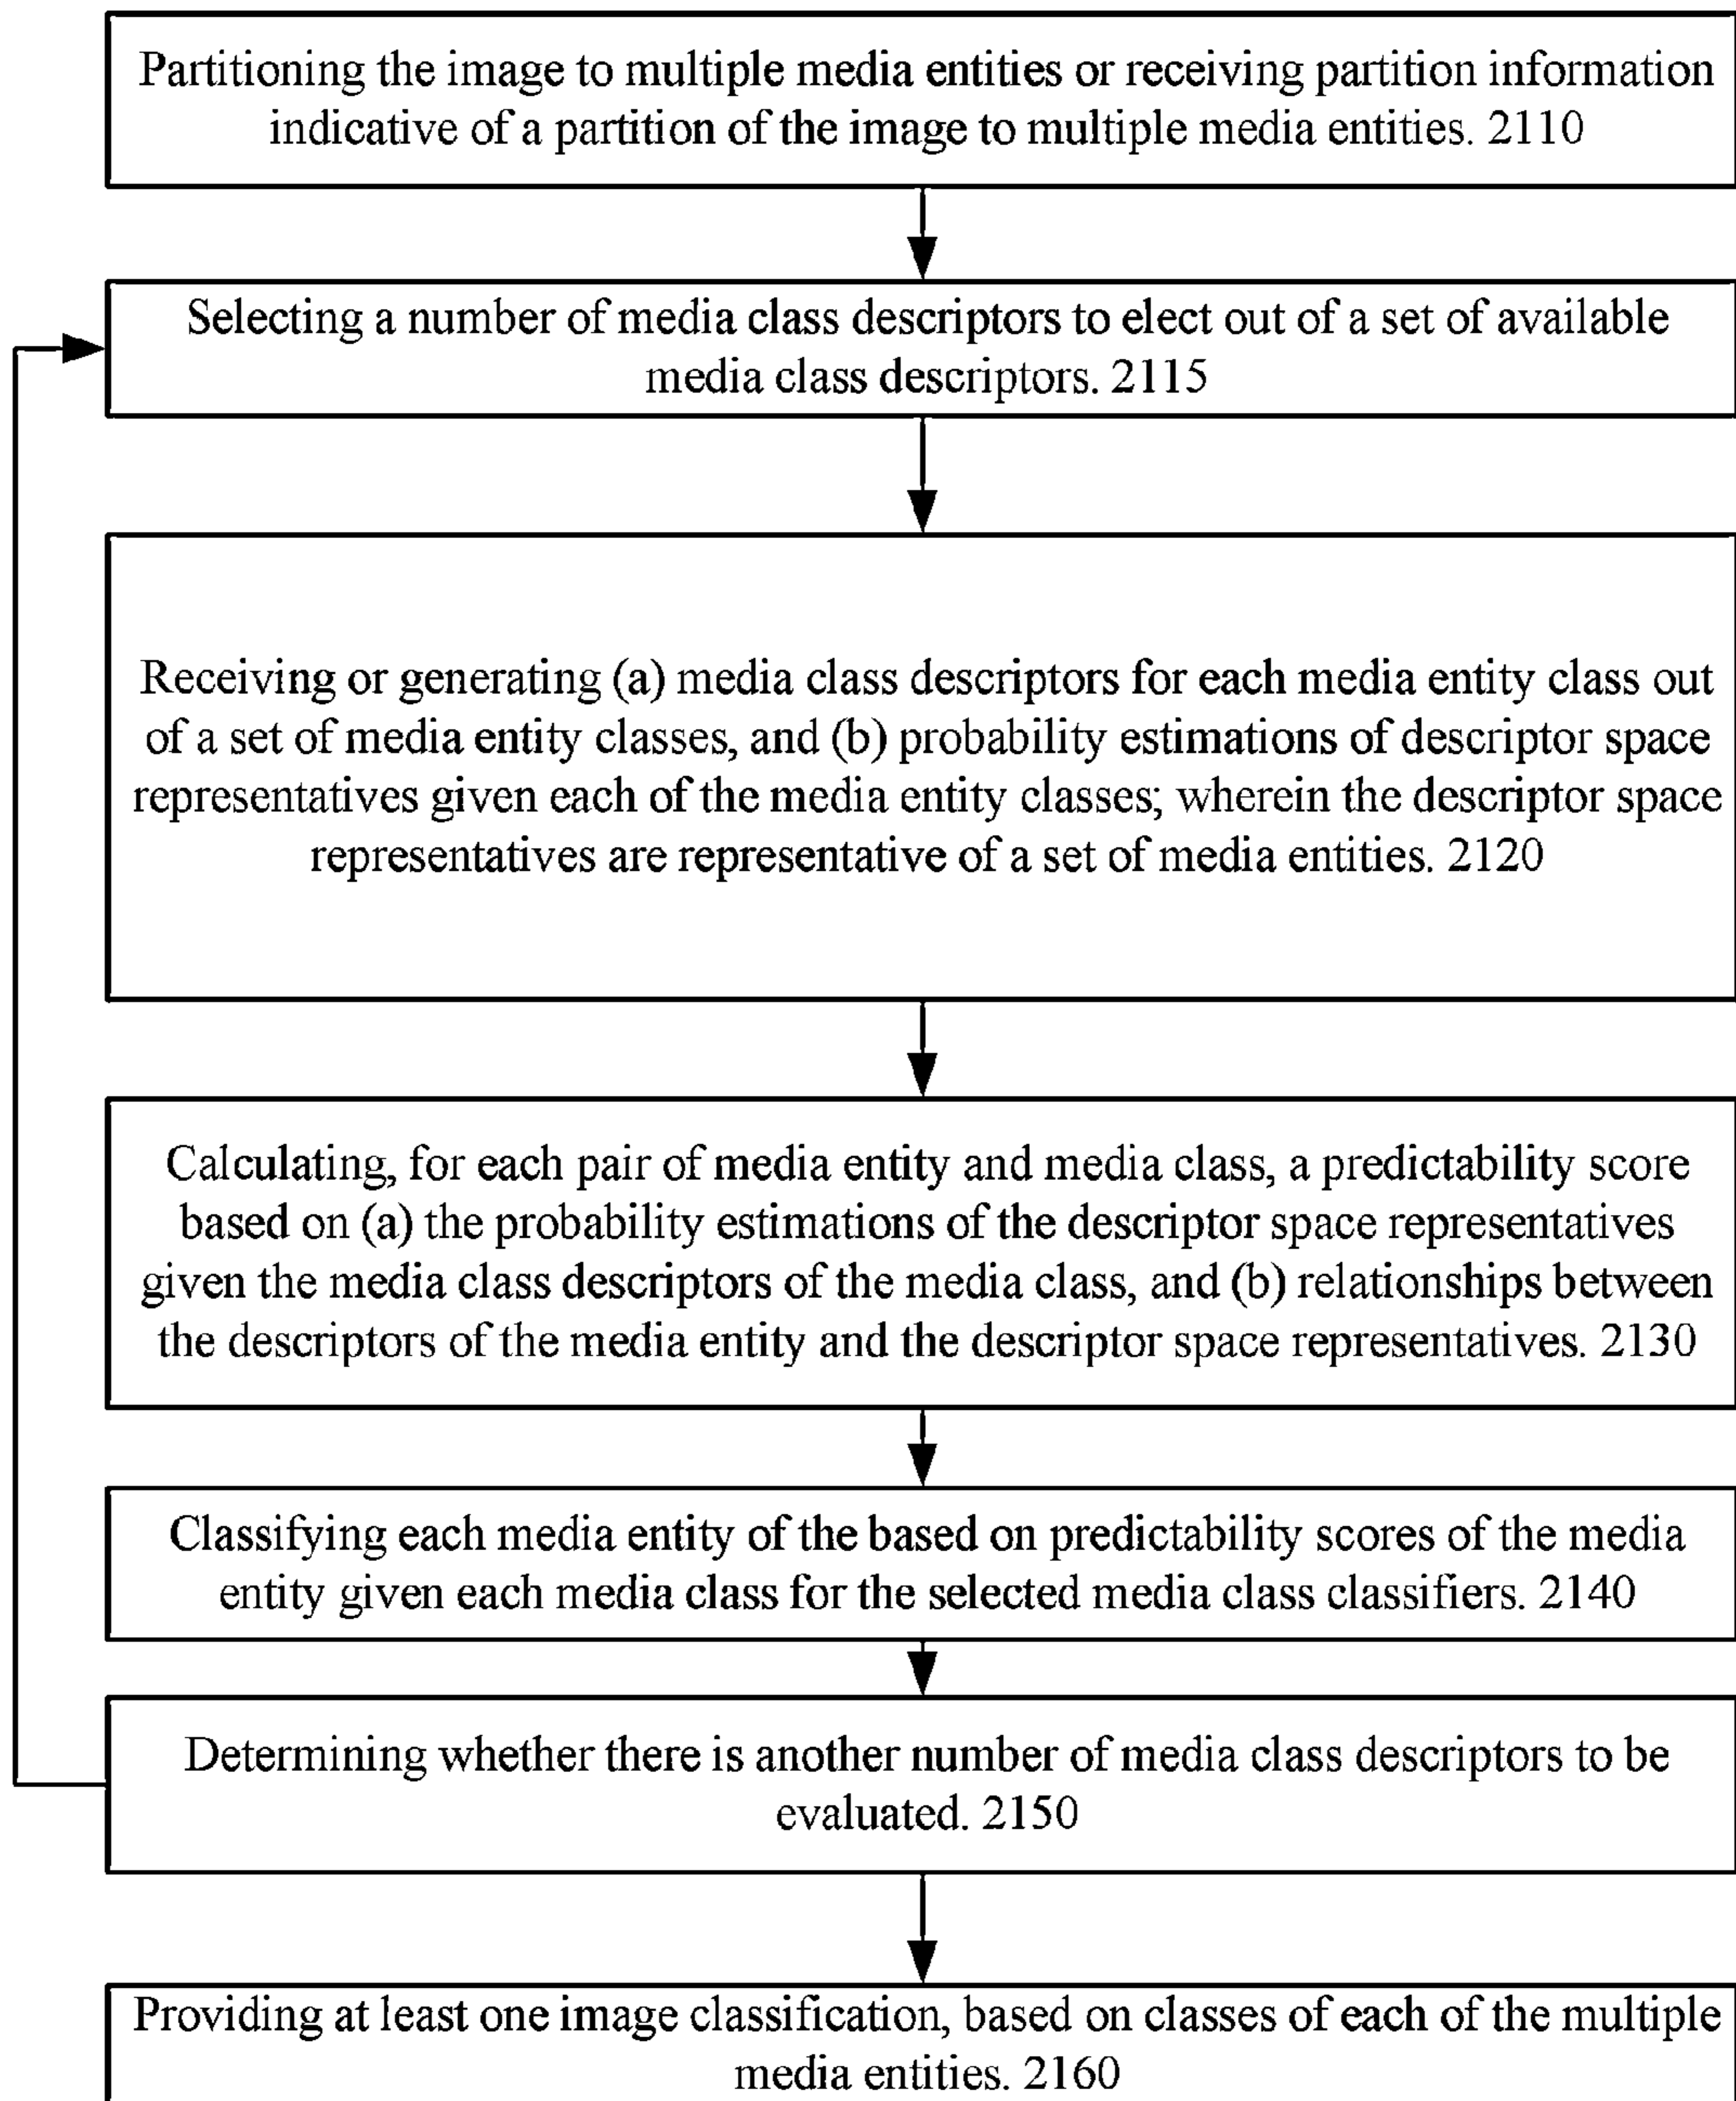 Partitioning the image to multiple media entities or receiving partition information
indicative of a partition of the image to multiple media entities. 2110
Selecting a number of media class descriptors to elect out of a set of available
media class descriptors. 2115
Receiving or generating (a) media class descriptors for each media entity class out
of a set of media entity classes, and (b) probability estimations of descriptor space
representatives given each of the media entity classes; wherein the descriptor space
representatives are representative of a set of media entities. 2120
Calculating, for each pair of media entity and media class, a predictability score
based on (a) the probability estimations of the descriptor space representatives
given the media class descriptors of the media class, and (b) relationships between
the descriptors of the media entity and the descriptor space representatives. 2130
Classifying each media entity of the based on predictability scores of the media
entity given each media class for the selected media class classifiers. 2140
Determining whether there is another number of media class descriptors to be
evaluated. 2150
Providing at least one image classification, based on classes of each of the multiple
media entities. 2160